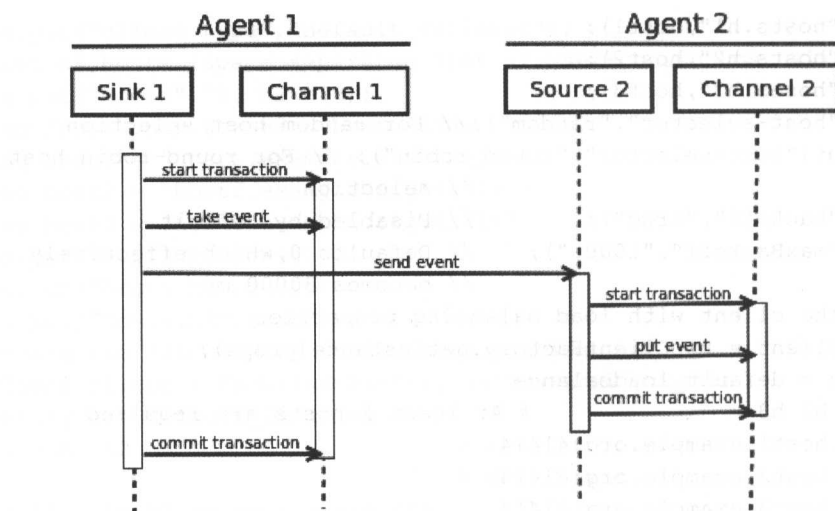 Agent 1
Agent 2
Sink 1
Channel 1
Source 2
Channel 2
start transaction
take event
send event
start transaction
put event
commit transaction
commit transaction